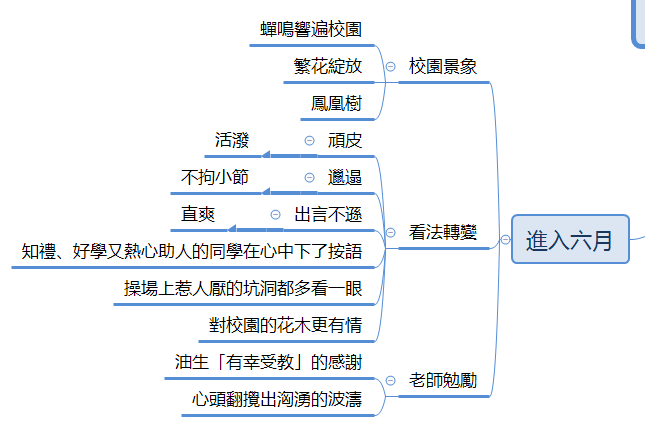 蟬鳴響遍校園
繁花綻放
校園景象
鳳凰樹
活潑
頑皮
不拘小節
邋遢
直爽
出言不遜
看法轉變
進入六月
知禮、好學又熱心助人的同學在心中下了按語
操場上惹人厭的坑洞都多看一眼
對校園的花木更有情
油生「有幸受教」的感謝
老師勉勵
心頭翻攪出洶湧的波濤